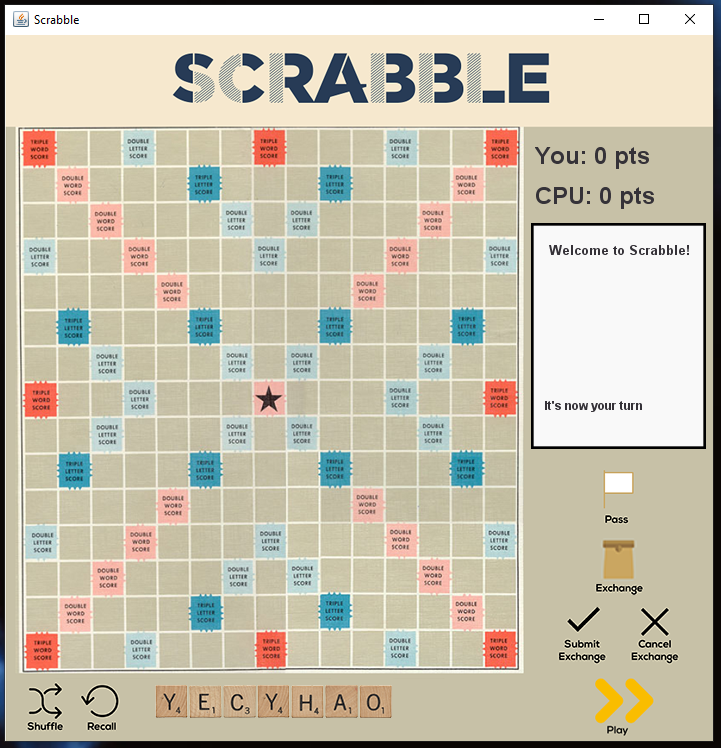 Scrabble
SCRABBLE
TRIPLE DOUBLE TRIPLE DOUBLE TRIPLE
WORD LETTER WORD LETTER WORD
SCORE SCORE SCORE SCORE SCORE
DOUBLE TRIPLE TRIPLE DOUBLE
WORD LETTER LETTER WORD
SCORE SCORE SCORE SCORE
DOUBLE DOUBLE DOUBLE DOUBLE
WORD LETTER LETTER WORD
SCORE SCORE SCORE SCORE
DOUBLE DOUBLE DOUBLE DOUBLE DOUBLE
LETTER WORD LETTER WORD LETTER
SCORE SCORE SCORE SCORE SCORE
DOUBLE DOUBLE
WORD WORD
SCORE SCORE
TRIPLE TRIPLE TRIPLE TRIPLE
LETTER LETTER LETTER LETTER
SCORE SCORE SCORE SCORE
DOUBLE DOUBLE DOUBLE DOUBLE
LETTER LETTER LETTER LETTER
SCORE SCORE SCORE SCORE
TRIPLE DOUBLE DOUBLE TRIPLE
WORD LETTER LETTER WORD
SCORE SCORE SCORE SCORE
DOUBLE DOUBLE DOUBLE DOUBLE
LETTER LETTER LETTER LETTER
SCORE SCORE SCORE SCORE
TRIPLE TRIPLE TRIPLE TRIPLE
LETTER LETTER LETTER LETTER
SCORE SCORE SCORE SCORE
DOUBLE DOUBLE
WORD WORD
SCORE SCORE
DOUBLE DOUBLE DOUBLE DOUBLE DOUBLE
LETTER WORD LETTER WORD LETTER
SCORE SCORE SCORE SCORE SCORE
DOUBLE DOUBLE DOUBLE DOUBLE
WORD LETTER LETTER WORD
SCORE SCORE SCORE SCORE
DOUBLE TRIPLE TRIPLE DOUBLE
WORD LETTER LETTER WORD
SCORE SCORE SCORE SCORE
TRIPLE DOUBLE TRIPLE DOUBLE TRIPLE
WORD LETTER WORD LETTER WORD
SCORE SCORE SCORE SCORE SCORE
You: 0 pts
CPU: 0 pts
Welcome to Scrabble!
It's now your turn
Pass
Exchange
Submit Exchange
Cancel Exchange
Shuffle
Recall
Y4 E1 C3 Y4 H4 A1 O1
Play